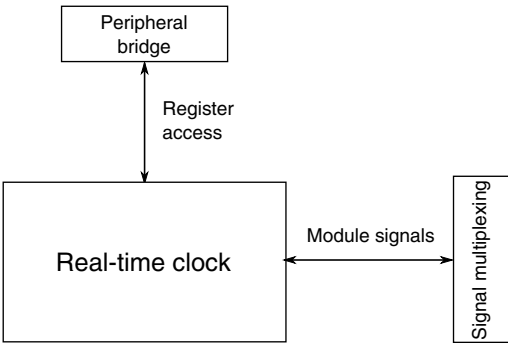 Peripheral
bridge
Register
access
Real-time clock
Module signals
Signal multiplexing